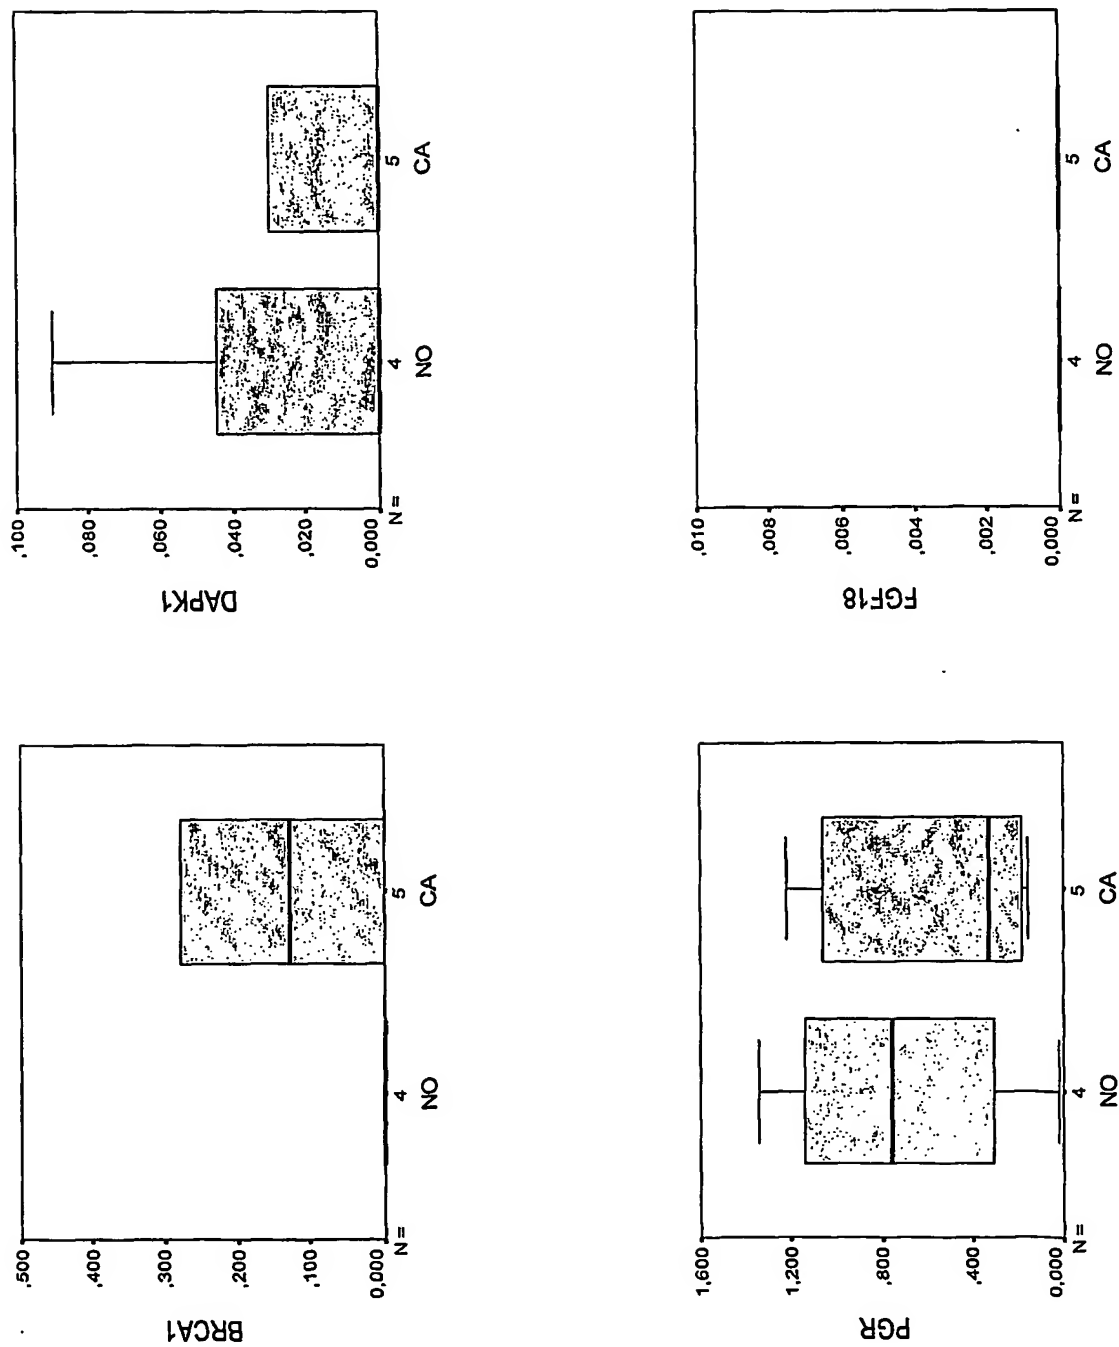 BRCA1
,500
,400
,300
,200
,100
0,000
N =
4
5
NO
CA
DAPK1
,100
,080
,060
,040
,020
0,000
N =
4
5
NO
CA
PGR
1,600
1,200
,800
,400
0,000
N =
4
5
NO
CA
FGF18
,010
,008
,006
,004
,002
0,000
N =
4
5
NO
CA